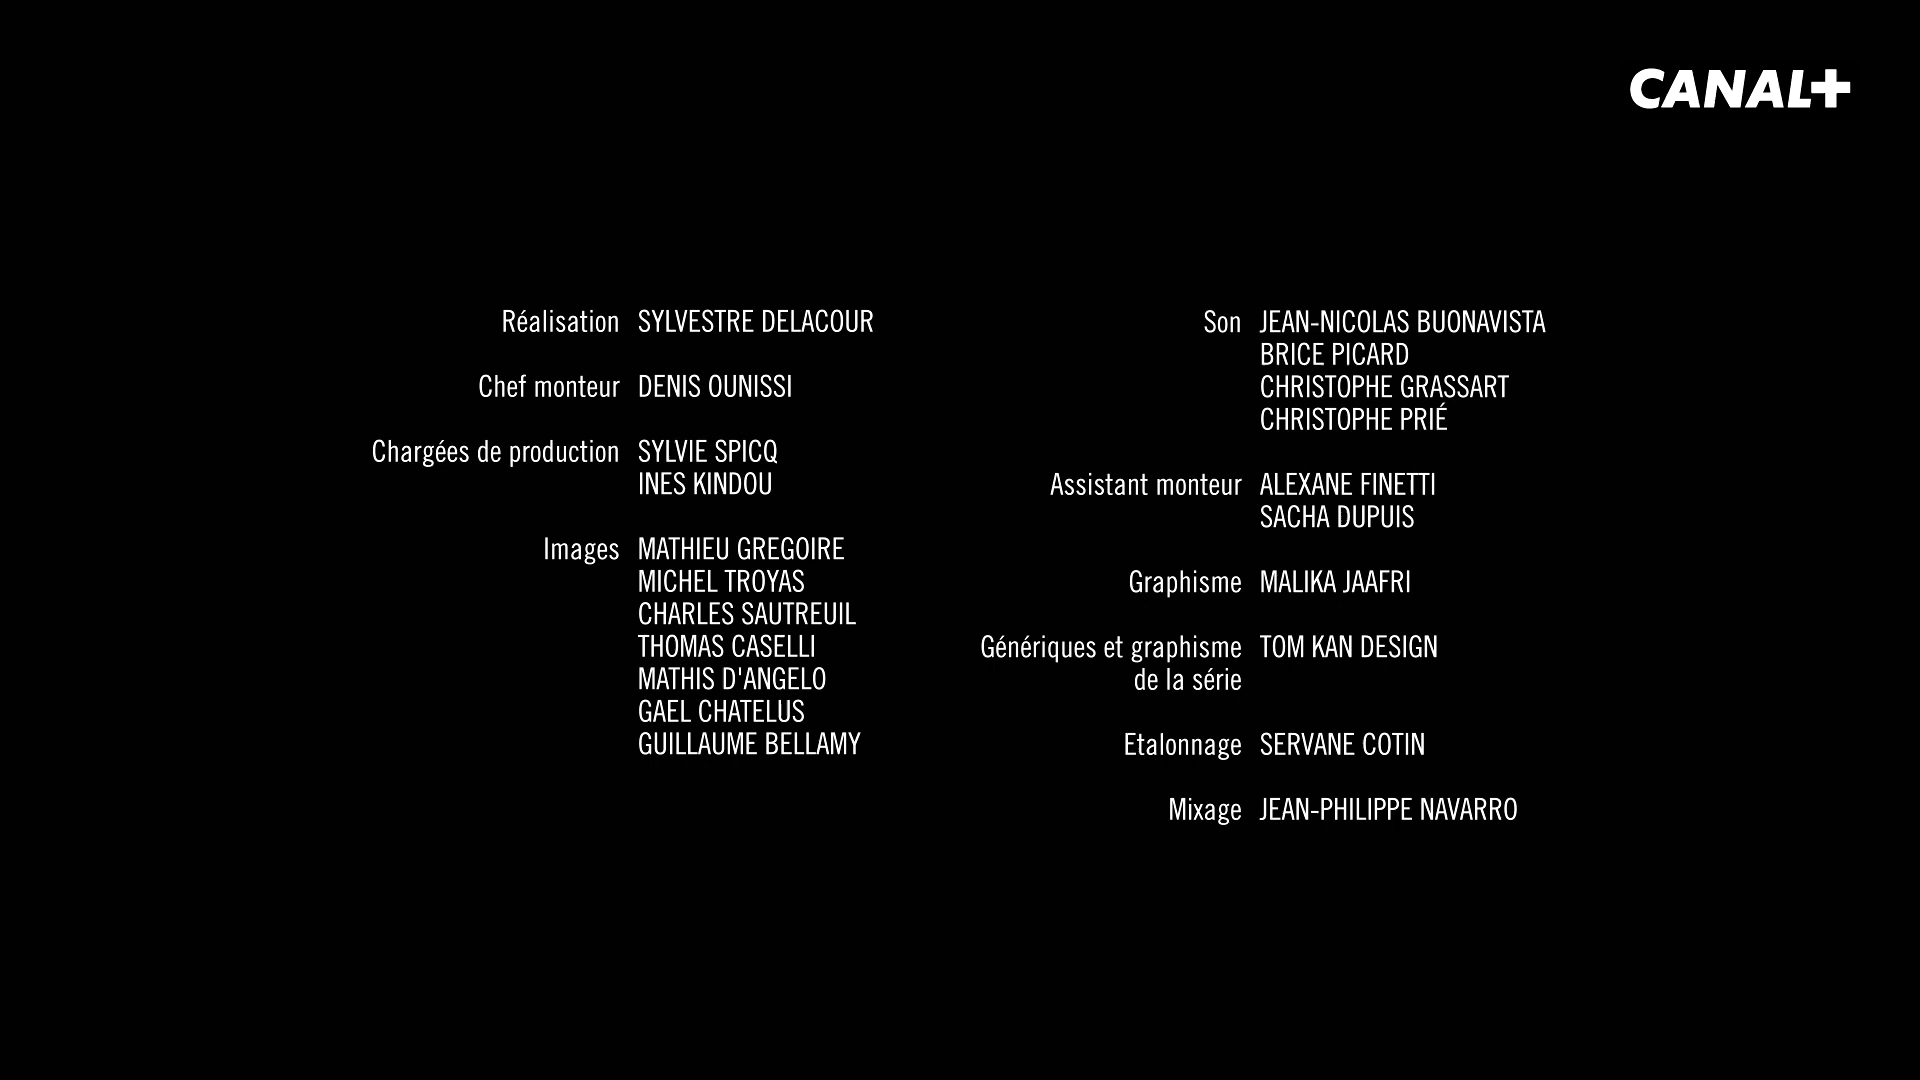 CANAL+
Réalisation SYLVESTRE DELACOUR
Chef monteur DENIS OUNISSI
Chargées de production SYLVIE SPICQ
INES KINDOU
Images MATHIEU GREGOIRE
MICHEL TROYAS
CHARLES SAUTREUIL
THOMAS CASELLI
MATHIS D'ANGELO
GAEL CHATELUS
GUILLAUME BELLAMY
Son JEAN-NICOLAS BUONAVISTA
BRICE PICARD
CHRISTOPHE GRASSART
CHRISTOPHE PRIÉ
Assistant monteur ALEXANE FINETTI
SACHA DUPUIS
Graphisme MALIKA JAAFRI
Génériques et graphisme TOM KAN DESIGN
de la série
Etalonnage SERVANE COTIN
Mixage JEAN-PHILIPPE NAVARRO